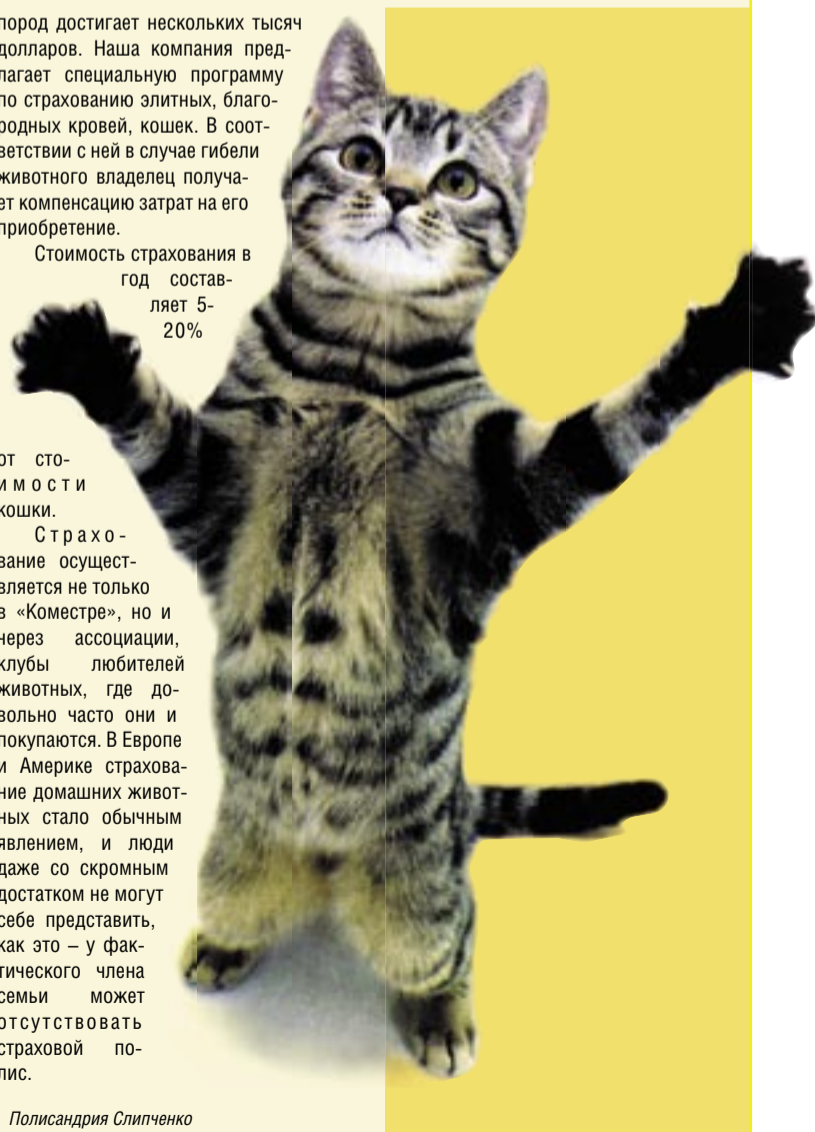 пород достигает нескольких тысяч
долларов. Наша компания пред-
лагает специальную программу
по страхованию элитных, благо-
родных кровей, кошек. В соот-
ветствии с ней в случае гибели
животного владелец получа-
ет компенсацию затрат на его
приобретение.
Стоимость страхования в
год состав-
ляет 5-
20%
от сто-
имости
кошки.
Страхо-
вание осущест-
вляется не только
в «Коместре», но и
через ассоциации,
клубы любителей
животных, где до-
вольно часто они и
покупаются. В Европе
и Америке страхова-
ние домашних живот-
ных стало обычным
явлением, и люди
даже со скромным
достатком не могут
себе представить,
как это – у фак-
тического члена
семьи может
отсутствовать
страховой по-
лис.
Полисандрия Слипченко